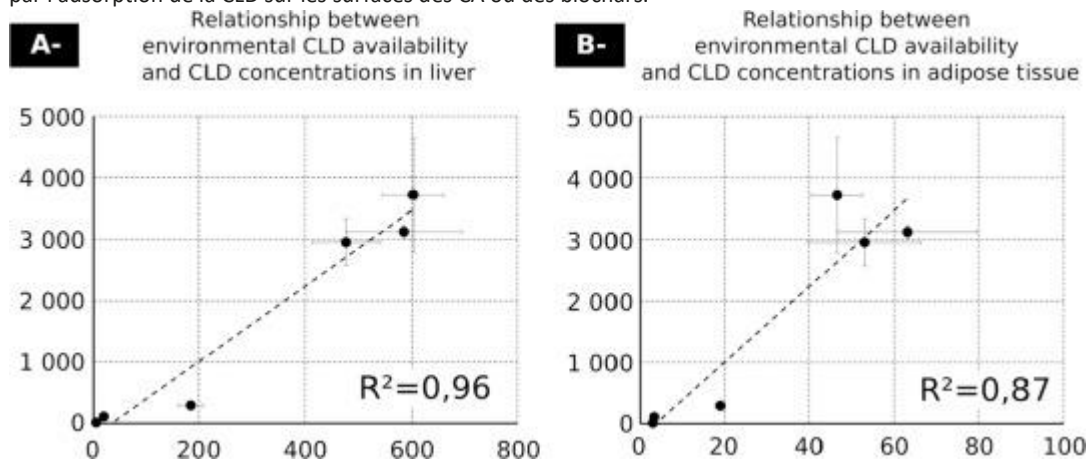 par l'adsorption de la CLD sur les surfaces des CA ou des biochars.
A-
Relationship between
environmental CLD availability
and CLD concentrations in liver
5 000
4 000
3 000
2 000
1 000
0
0 200 400 600 800
R²=0,96
B-
Relationship between
environmental CLD availability
and CLD concentrations in adipose tissue
5 000
4 000
3 000
2 000
1 000
0
0 20 40 60 80 100
R²=0,87